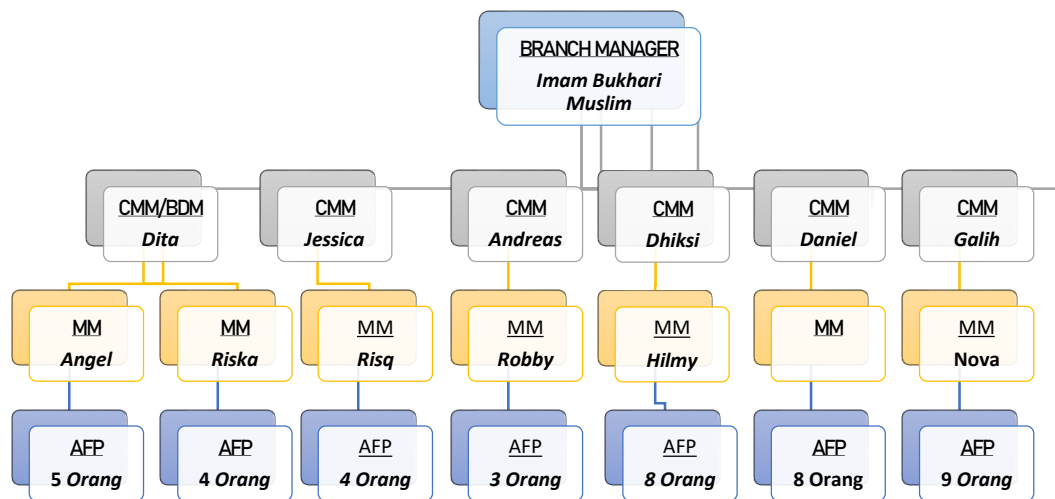 BRANCH MANAGER
Imam Bukhari
Muslim
CMM/BDM
Dita
CMM
Jessica
CMM
Andreas
CMM
Dhiksi
CMM
Daniel
CMM
Galih
MM
Angel
MM
Riska
MM
Risq
MM
Robby
MM
Hilmy
MM
MM
Nova
AFP
5 Orang
AFP
4 Orang
AFP
4 Orang
AFP
3 Orang
AFP
8 Orang
AFP
8 Orang
AFP
9 Orang